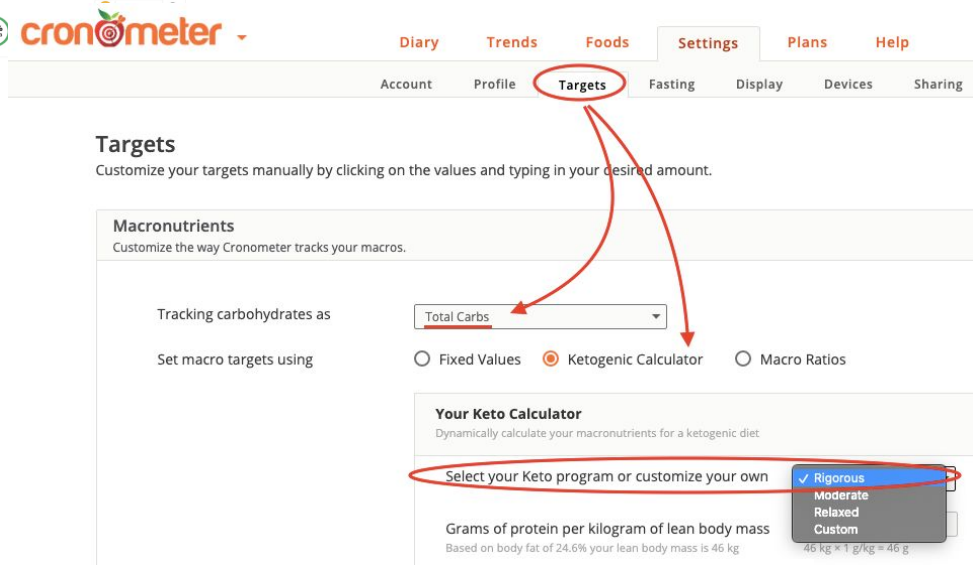 cronometer
Diary Trends Foods Settings Plans Help
Account Profile Targets Fasting Display Devices Sharing
Targets
Customize your targets manually by clicking on the values and typing in your desired amount.
Macronutrients
Customize the way Cronometer tracks your macros.
Tracking carbohydrates as Total Carbs
Set macro targets using Fixed Values Ketogenic Calculator Macro Ratios
Your Keto Calculator
Dynamically calculate your macronutrients for a ketogenic diet
Select your Keto program or customize your own ✓ Rigorous
Moderate
Relaxed
Custom
Grams of protein per kilogram of lean body mass
Based on body fat of 24.6% your lean body mass is 46 kg 46 kg × 1 g/kg = 46 g